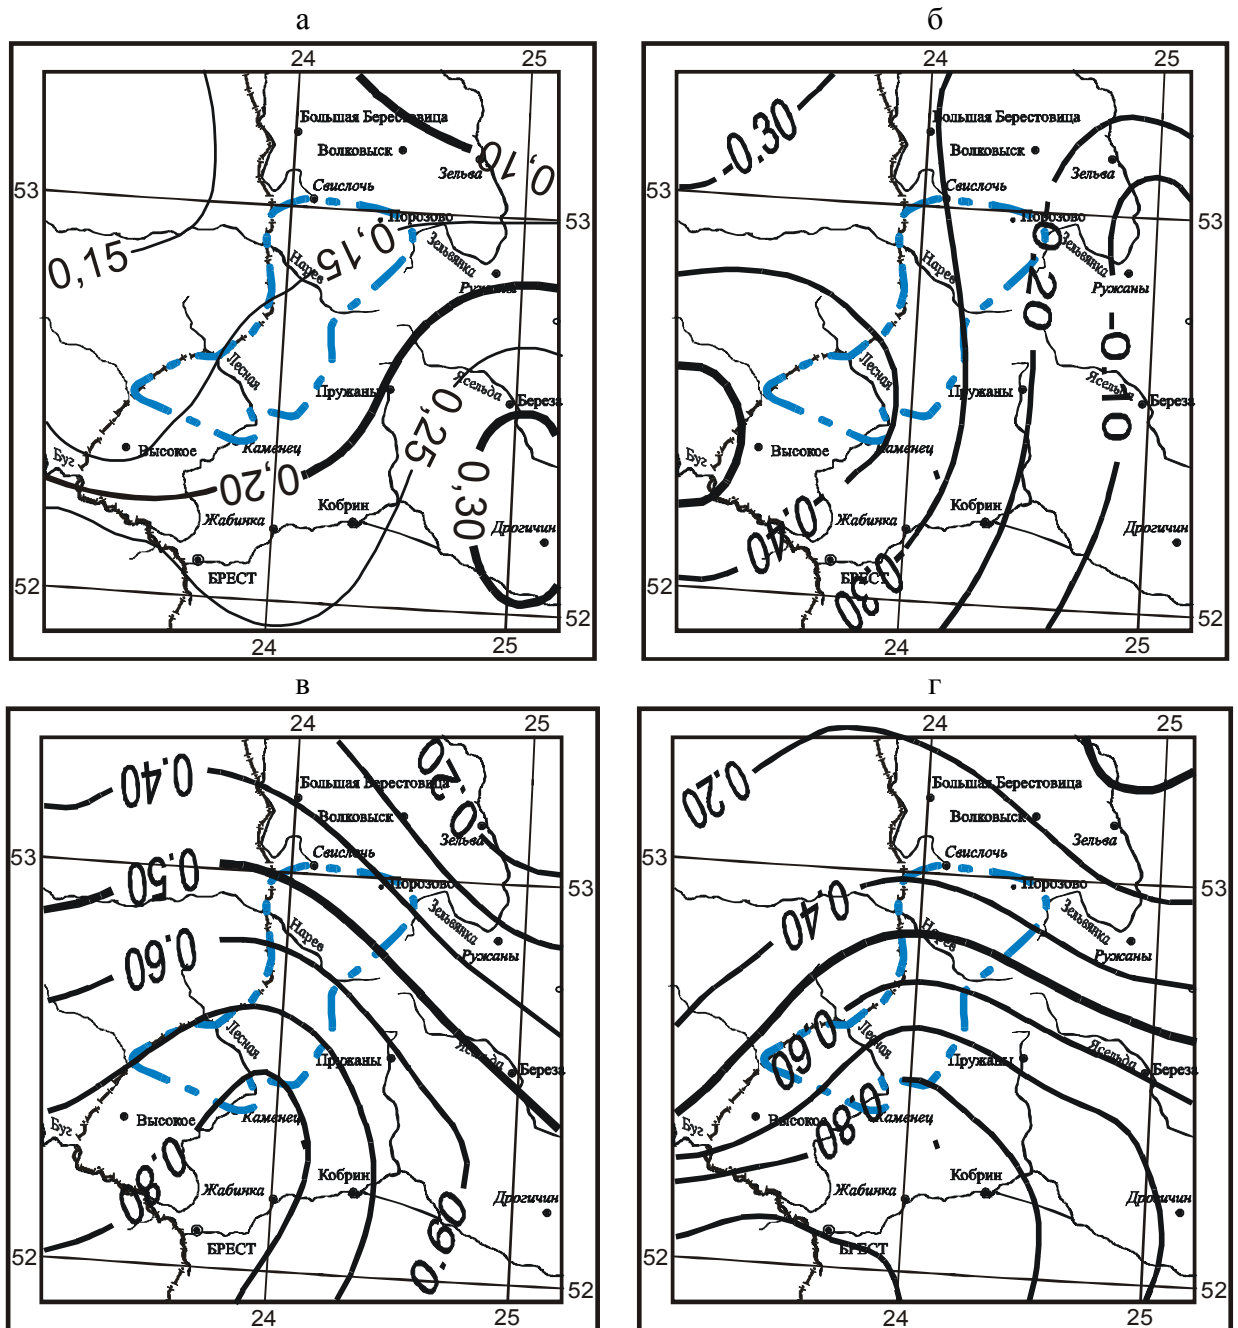 а
24
25
Большая Берестовица
Волковыск
Зельва
0,10
53
Свислочь
Порозово
53
0,15
0,15
Нарев
Зельвянка
Ружаны
Лесная
Пружаны
Ясельда
Береза
0,25
Высокое
Каменец
Буг
0,20
0,30
Кобрин
Жабинка
Дрогичин
БРЕСТ
52
52
24
25
б
24
25
-0.30
Большая Берестовица
Волковыск
Зельва
53
Свислочь
Порозово
53
Нарев
Зельвянка
Ружаны
-0.20
-0.10
Лесная
Пружаны
Ясельда
Береза
Высокое
Каменец
Буг
-0.40
Кобрин
Жабинка
Дрогичин
БРЕСТ
-0.30
52
52
24
25
в
24
25
0.40
0.20
Большая Берестовица
Волковыск
Зельва
53
Свислочь
Порозово
53
0.50
Нарев
Зельвянка
Ружаны
0.60
Лесная
Пружаны
Ясельда
Береза
Высокое
Каменец
Буг
0.80
Кобрин
Жабинка
Дрогичин
БРЕСТ
0.60
52
52
24
25
г
24
25
0.20
Большая Берестовица
Волковыск
Зельва
53
Свислочь
Порозово
53
0.40
Нарев
Зельвянка
Ружаны
0.60
Лесная
Пружаны
Ясельда
Береза
Высокое
Каменец
Буг
0.80
Кобрин
Жабинка
Дрогичин
БРЕСТ
52
52
24
25